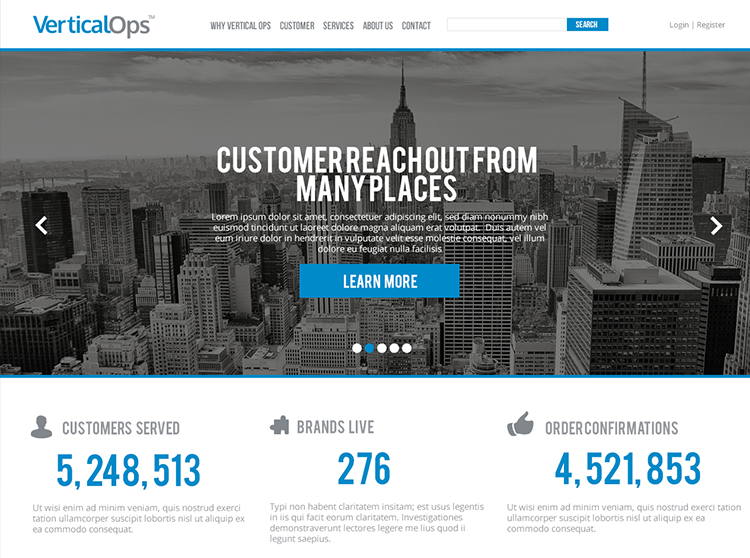 VerticalOps™
WHY VERTICAL OPS CUSTOMER SERVICES ABOUT US CONTACT
SEARCH
Login | Register
CUSTOMER REACH OUT FROM
MANY PLACES
Lorem ipsum dolor sit amet, consectetuer adipiscing elit, sed diam nonummy nibh
euismod tincidunt ut laoreet dolore magna aliquam erat volutpat. Duis autem vel
eum iriure dolor in hendrerit in vulputate velit esse molestie consequat, vel illum
dolore eu feugiat nulla facilisis
LEARN MORE
CUSTOMERS SERVED
5,248,513
Ut wisi enim ad minim veniam, quis nostrud exerci
tation ullamcorper suscipit lobortis nisl ut aliquip ex
ea commodo consequat.
BRANDS LIVE
276
Typi non habent claritatem insitam; est usus legentis
in iis qui facit eorum claritatem. Investigationes
demonstraverunt lectores legere me lius quod ii
legunt saepius.
ORDER CONFIRMATIONS
4,521,853
Ut wisi enim ad minim veniam, quis nostrud exerci
tation ullamcorper suscipit lobortis nisl ut aliquip ex
ea commodo consequat.